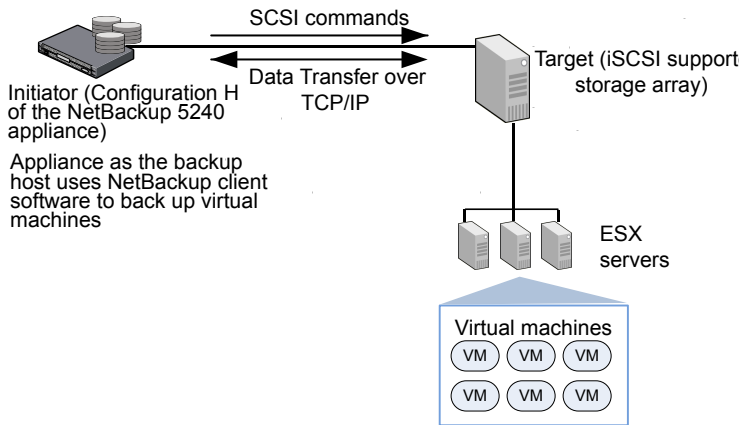 SCSI commands
Data Transfer over
TCP/IP
Target (iSCSI support
storage array)
Initiator (Configuration H
of the NetBackup 5240
appliance)
Appliance as the backup
host uses NetBackup client
software to back up virtual
machines
ESX
servers
Virtual machines
VM VM VM
VM VM VM